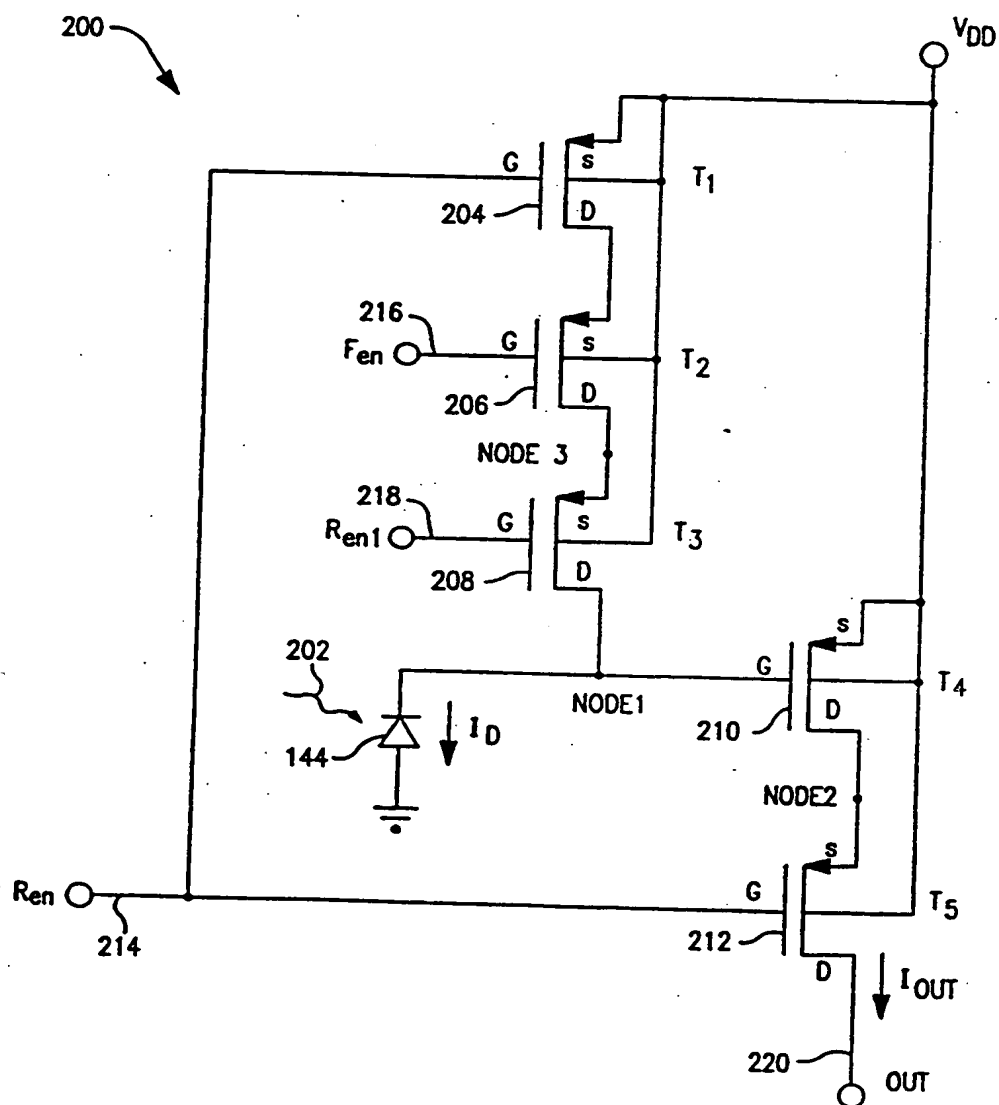 200
VDD
G
S
T1
204
D
216
Fen
G
S
T2
206
D
NODE 3
218
Ren1
G
S
T3
208
D
202
S
G
NODE1
T4
ID
D
210
144
NODE2
S
Ren
G
T5
214
212
D
IOUT
220
OUT